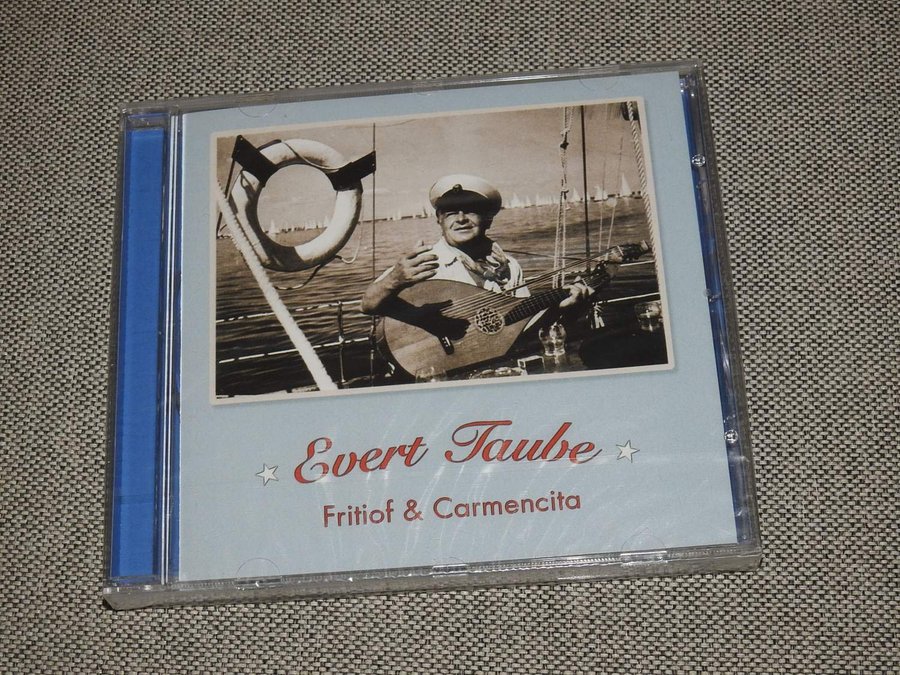 Evert Taube
Fritiof & Carmencita